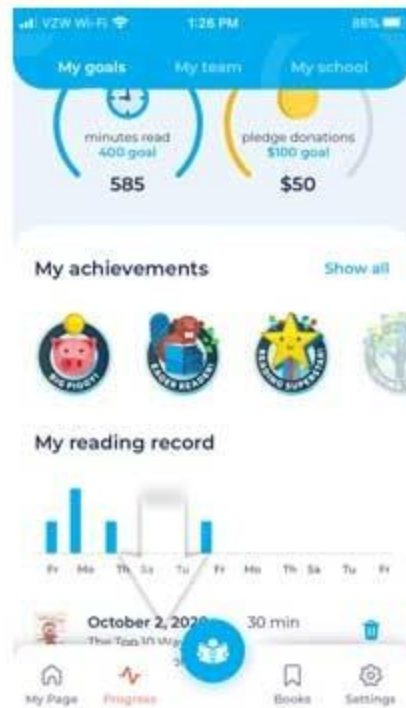 VZW Wi-Fi 1:26 PM 88%
My goals My team My school
minutes read pledge donations
400 goal $100 goal
585 $50
My achievements Show all
BIG PIGGY! EAGER READER! READING SUPERSTAR!
My reading record
Fr Mo Th Sa Tu Fr Mo Th Sa Tu Fr
October 2, 2020 30 min
The Top 10 Wa
My Page Progress Books Settings